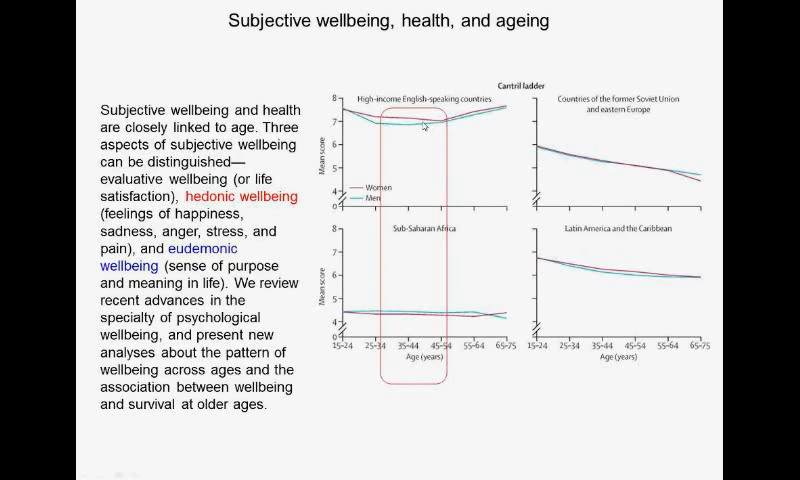 Subjective wellbeing, health, and ageing
Subjective wellbeing and health
are closely linked to age. Three
aspects of subjective wellbeing
can be distinguished—
evaluative wellbeing (or life
satisfaction), hedonic wellbeing
(feelings of happiness,
sadness, anger, stress, and
pain), and eudemonic
wellbeing (sense of purpose
and meaning in life). We review
recent advances in the
specialty of psychological
wellbeing, and present new
analyses about the pattern of
wellbeing across ages and the
association between wellbeing
and survival at older ages.
Cantril ladder
High-income English-speaking countries
8
7
6
5
4
0
Mean score
Women
Men
Countries of the former Soviet Union
and eastern Europe
Sub-Saharan Africa
8
7
6
5
4
0
Mean score
15–24 25–34 35–44 45–54 55–64 65–75
Age (years)
Latin America and the Caribbean
15–24 25–34 35–44 45–54 55–64 65–75
Age (years)